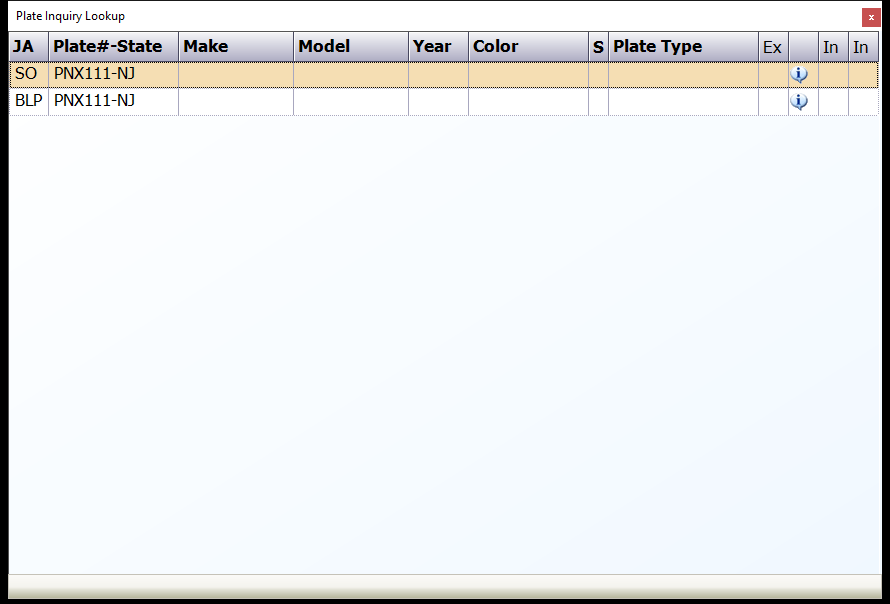 Plate Inquiry Lookup x
JA Plate#-State Make Model Year Color S Plate Type Ex In In
SO PNX111-NJ i
BLP PNX111-NJ i